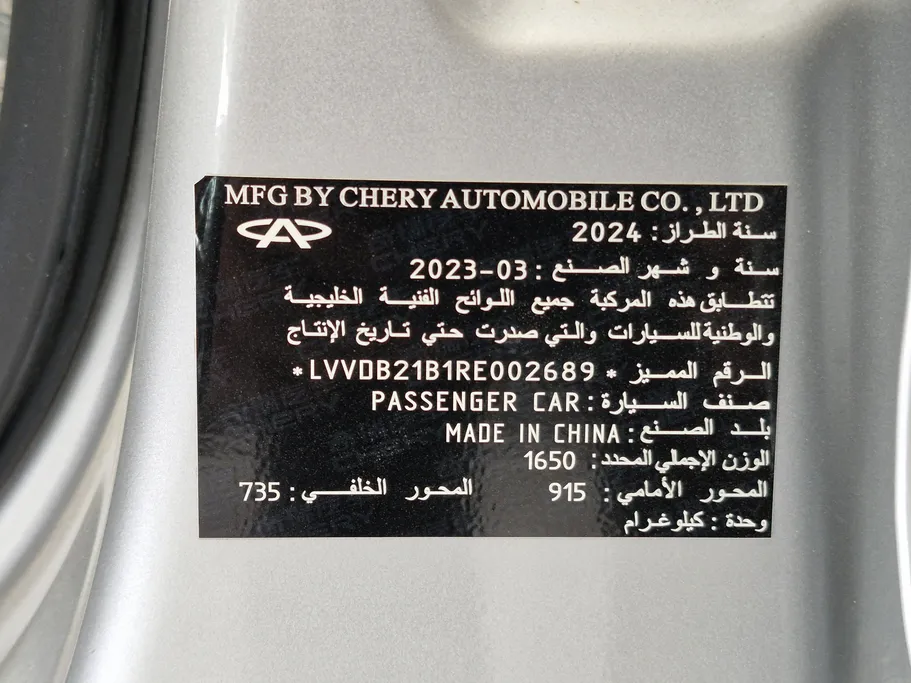 MFG BY CHERY AUTOMOBILE CO., LTD
سنة الطراز: 2024
سنة و شهر الصنع: 2023-03
تتطابق هذه المركبة جميع اللوائح الفنية الخليجية
والوطنية للسيارات والتي صدرت حتي تاريخ الإنتاج
الرقم المميز *LVVDB21B1RE002689*
صنف السيارة: PASSENGER CAR
بلد الصنع: MADE IN CHINA
الوزن الإجمالي المحدد: 1650
المحور الأمامي: 915 المحور الخلفي: 735
وحدة: كيلوغرام